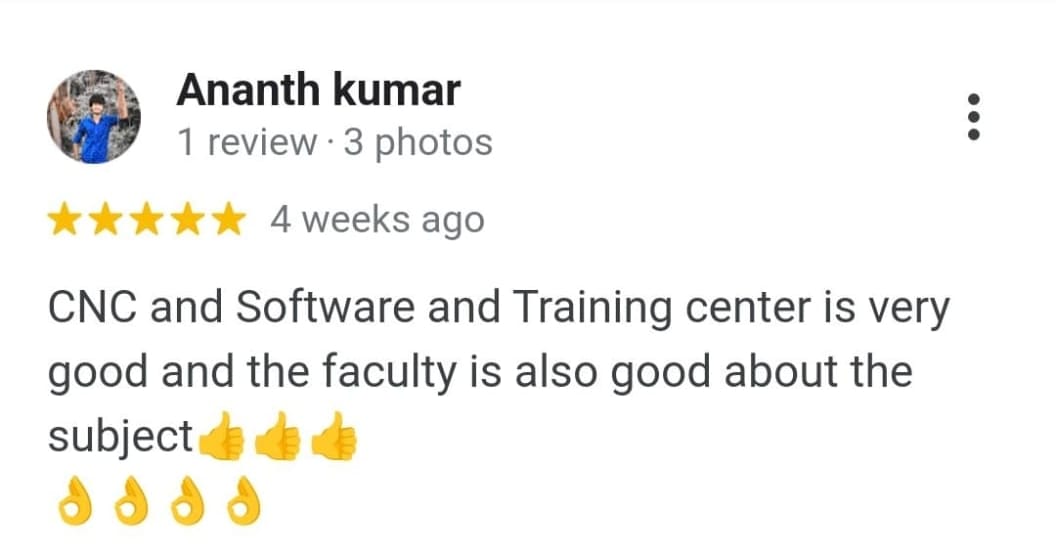 Ananth kumar
1 review · 3 photos
4 weeks ago
CNC and Software and Training center is very
good and the faculty is also good about the
subject👍👍👍
👌👌👌👌